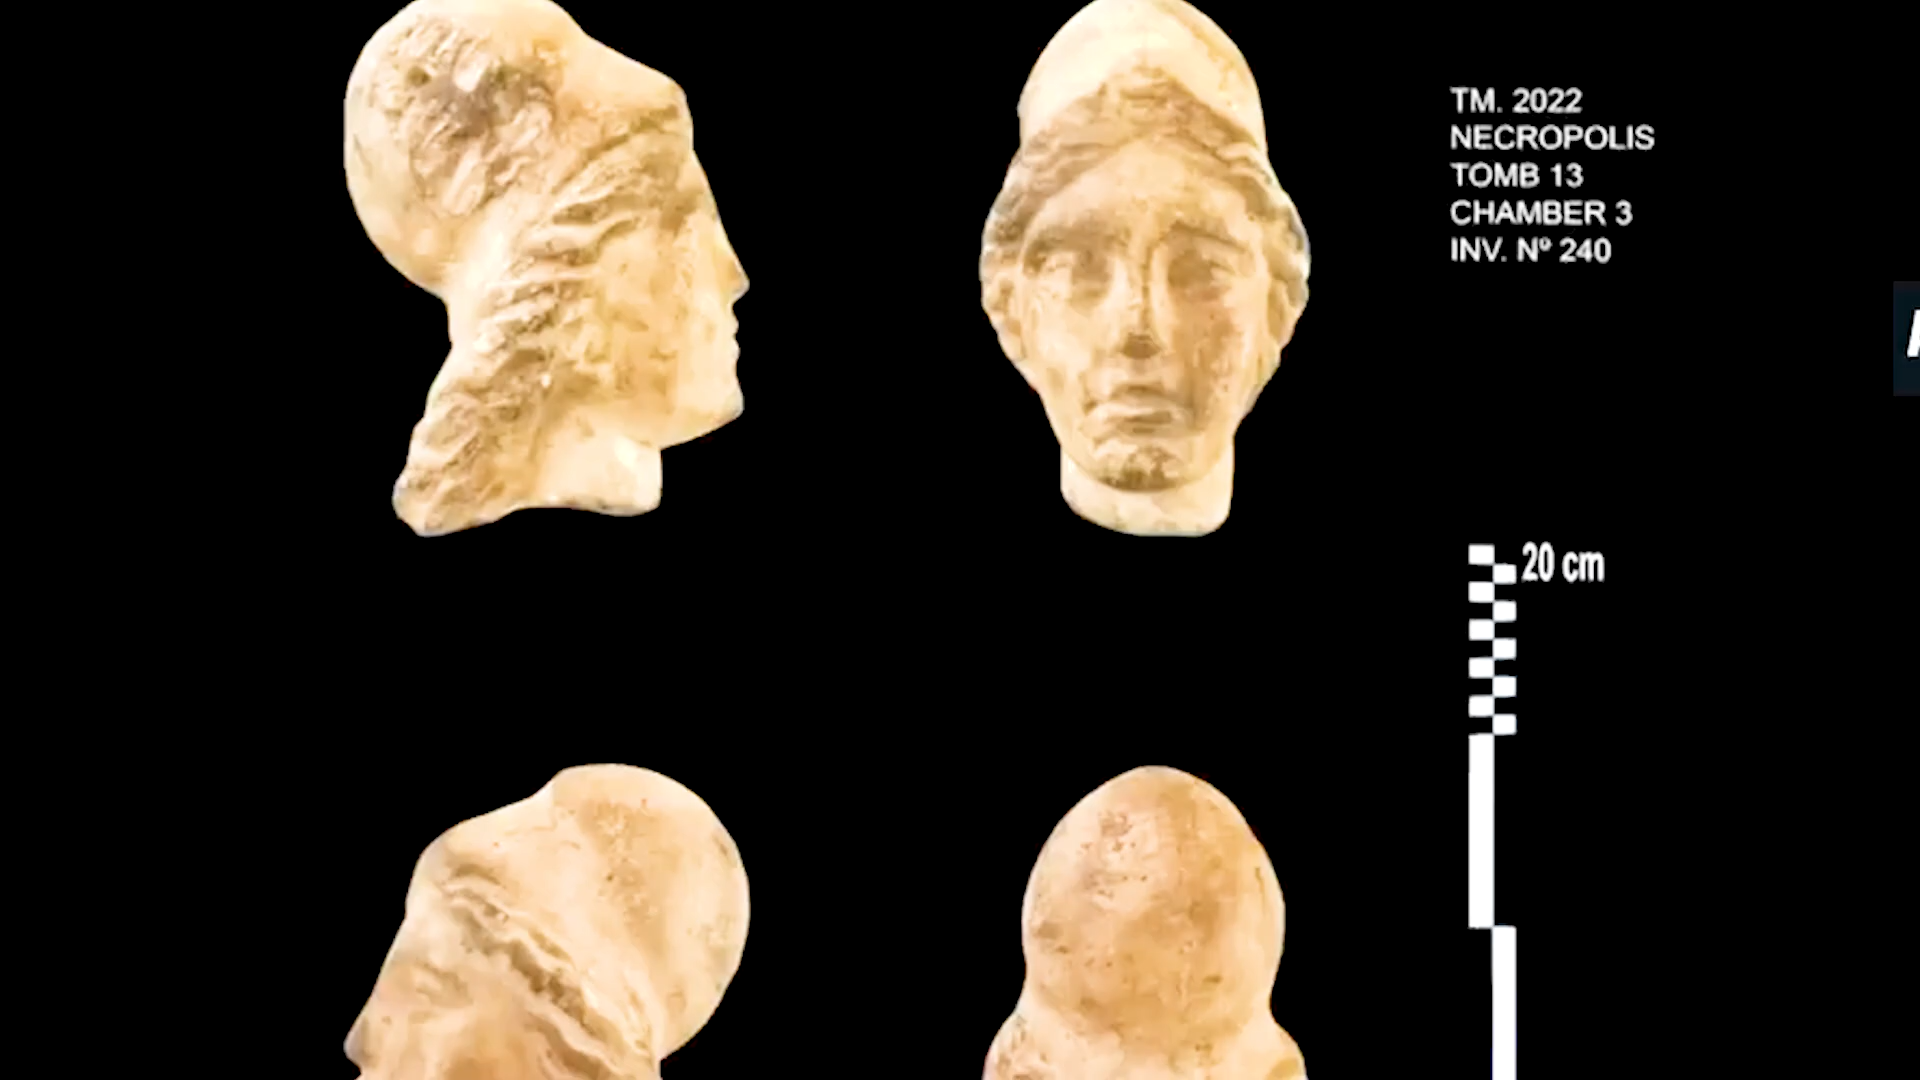 TM. 2022
NECROPOLIS
TOMB 13
CHAMBER 3
INV. Nº 240
20 cm